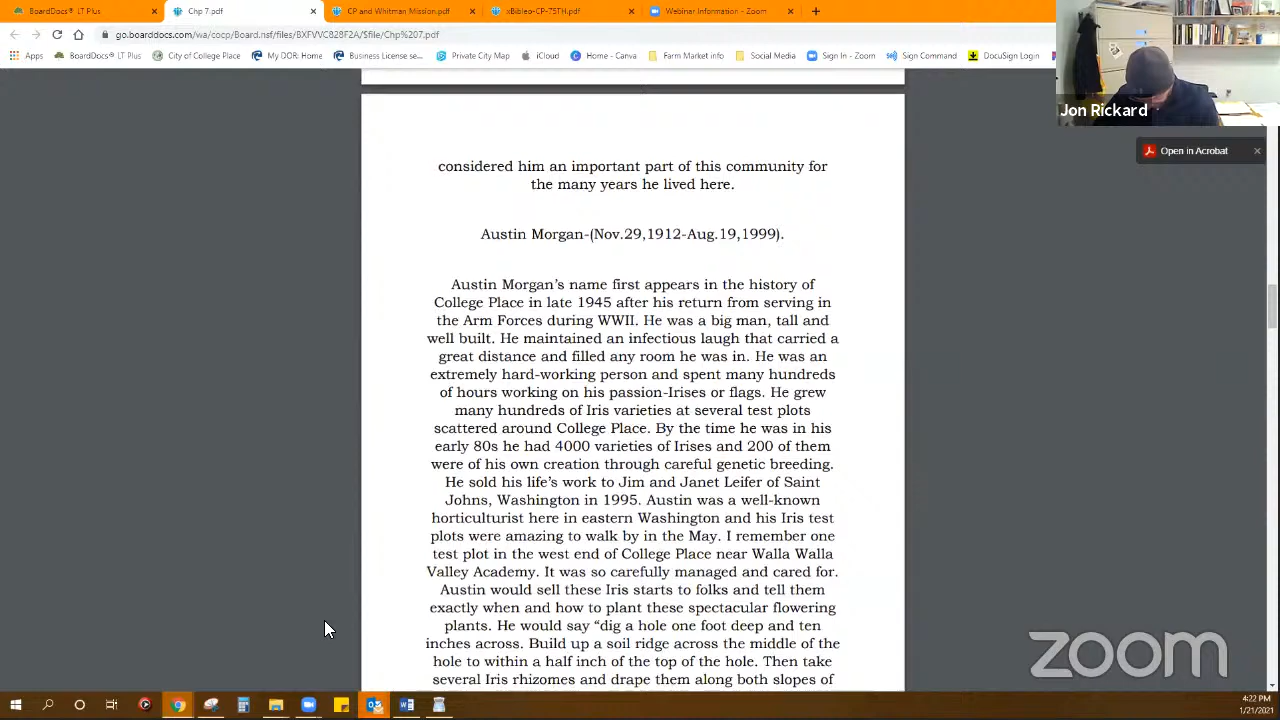 BoardDocs® LT Plus
Chp 7.pdf
CP and Whitman Mission.pdf
xBiblea-CP-75TH.pdf
Webinar Information - Zoom
go.boarddocs.com/wa/cocp/Board.nsf/files/BXFVVC828F2A/$file/Chp%207.pdf
Apps
BoardDocs® LT Plus
City of College Place
My DOR: Home
Business License se...
Private City Map
iCloud
Home - Canva
Farm Market info
Social Media
Sign In - Zoom
Sign Command
DocuSign Login
Jon Rickard
Open in Acrobat
considered him an important part of this community for
the many years he lived here.
Austin Morgan-(Nov.29,1912-Aug.19,1999).
Austin Morgan's name first appears in the history of
College Place in late 1945 after his return from serving in
the Arm Forces during WWII. He was a big man, tall and
well built. He maintained an infectious laugh that carried a
great distance and filled any room he was in. He was an
extremely hard-working person and spent many hundreds
of hours working on his passion-Irises or flags. He grew
many hundreds of Iris varieties at several test plots
scattered around College Place. By the time he was in his
early 80s he had 4000 varieties of Irises and 200 of them
were of his own creation through careful genetic breeding.
He sold his life's work to Jim and Janet Leifer of Saint
Johns, Washington in 1995. Austin was a well-known
horticulturist here in eastern Washington and his Iris test
plots were amazing to walk by in the May. I remember one
test plot in the west end of College Place near Walla Walla
Valley Academy. It was so carefully managed and cared for.
Austin would sell these Iris starts to folks and tell them
exactly when and how to plant these spectacular flowering
plants. He would say "dig a hole one foot deep and ten
inches across. Build up a soil ridge across the middle of the
hole to within a half inch of the top of the hole. Then take
several Iris rhizomes and drape them along both slopes of
zoom
4:22 PM
1/21/2021